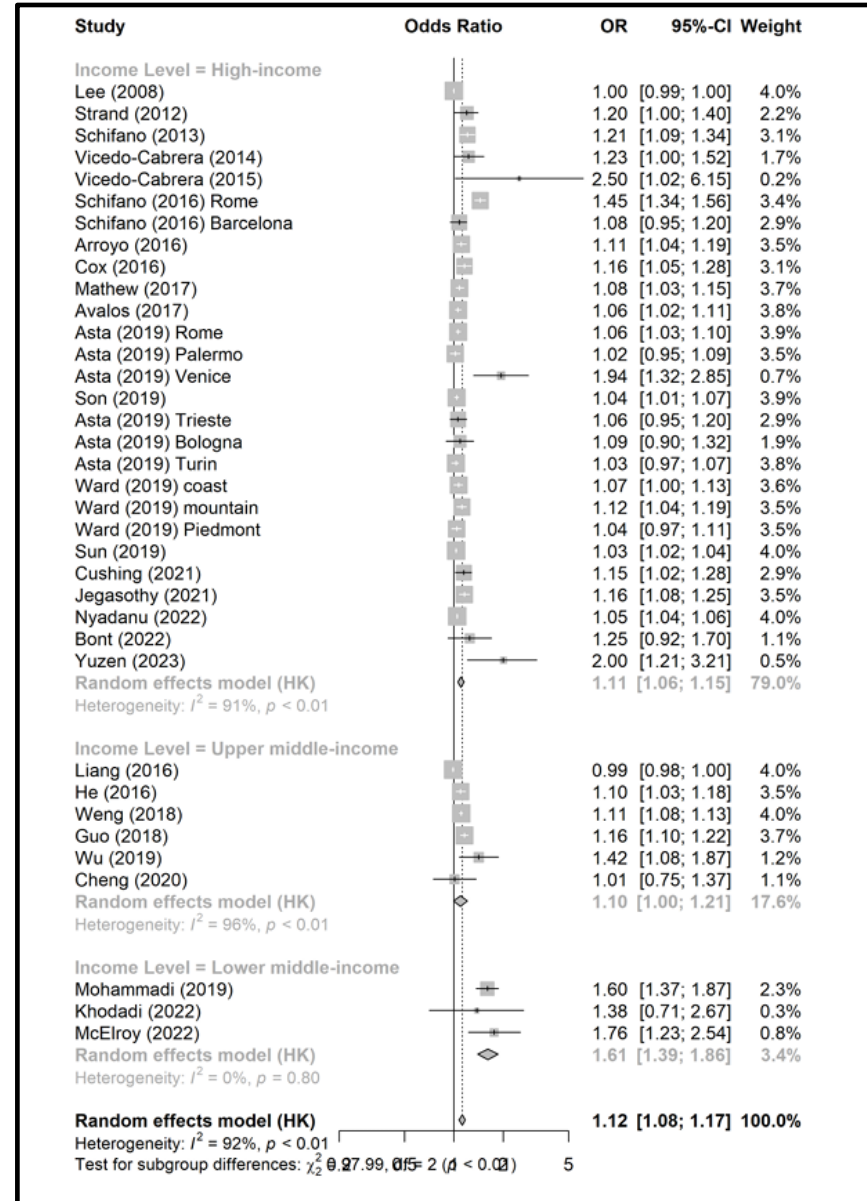 Study Odds Ratio OR 95%-CI Weight
Income Level = High-income
Lee (2008) 1.00 [0.99; 1.00] 4.0%
Strand (2012) 1.20 [1.00; 1.40] 2.2%
Schifano (2013) 1.21 [1.09; 1.34] 3.1%
Vicedo-Cabrera (2014) 1.23 [1.00; 1.52] 1.7%
Vicedo-Cabrera (2015) 2.50 [1.02; 6.15] 0.2%
Schifano (2016) Rome 1.45 [1.34; 1.56] 3.4%
Schifano (2016) Barcelona 1.08 [0.95; 1.20] 2.9%
Arroyo (2016) 1.11 [1.04; 1.19] 3.5%
Cox (2016) 1.16 [1.05; 1.28] 3.1%
Mathew (2017) 1.08 [1.03; 1.15] 3.7%
Avalos (2017) 1.06 [1.02; 1.11] 3.8%
Asta (2019) Rome 1.06 [1.03; 1.10] 3.9%
Asta (2019) Palermo 1.02 [0.95; 1.09] 3.5%
Asta (2019) Venice 1.94 [1.32; 2.85] 0.7%
Son (2019) 1.04 [1.01; 1.07] 3.9%
Asta (2019) Trieste 1.06 [0.95; 1.20] 2.9%
Asta (2019) Bologna 1.09 [0.90; 1.32] 1.9%
Asta (2019) Turin 1.03 [0.97; 1.07] 3.8%
Ward (2019) coast 1.07 [1.00; 1.13] 3.6%
Ward (2019) mountain 1.12 [1.04; 1.19] 3.5%
Ward (2019) Piedmont 1.04 [0.97; 1.11] 3.5%
Sun (2019) 1.03 [1.02; 1.04] 4.0%
Cushing (2021) 1.15 [1.02; 1.28] 2.9%
Jegasothy (2021) 1.16 [1.08; 1.25] 3.5%
Nyadanu (2022) 1.05 [1.04; 1.06] 4.0%
Bont (2022) 1.25 [0.92; 1.70] 1.1%
Yuzen (2023) 2.00 [1.21; 3.21] 0.5%
Random effects model (HK) 1.11 [1.06; 1.15] 79.0%
Heterogeneity: I² = 91%, p < 0.01
Income Level = Upper middle-income
Liang (2016) 0.99 [0.98; 1.00] 4.0%
He (2016) 1.10 [1.03; 1.18] 3.5%
Weng (2018) 1.11 [1.08; 1.13] 4.0%
Guo (2018) 1.16 [1.10; 1.22] 3.7%
Wu (2019) 1.42 [1.08; 1.87] 1.2%
Cheng (2020) 1.01 [0.75; 1.37] 1.1%
Random effects model (HK) 1.10 [1.00; 1.21] 17.6%
Heterogeneity: I² = 96%, p < 0.01
Income Level = Lower middle-income
Mohammadi (2019) 1.60 [1.37; 1.87] 2.3%
Khodadi (2022) 1.38 [0.71; 2.67] 0.3%
McElroy (2022) 1.76 [1.23; 2.54] 0.8%
Random effects model (HK) 1.61 [1.39; 1.86] 3.4%
Heterogeneity: I² = 0%, p = 0.80
Random effects model (HK) 1.12 [1.08; 1.17] 100.0%
Heterogeneity: I² = 92%, p < 0.01
Test for subgroup differences: χ²₂ = 27.99, df = 2 (p < 0.01) 5